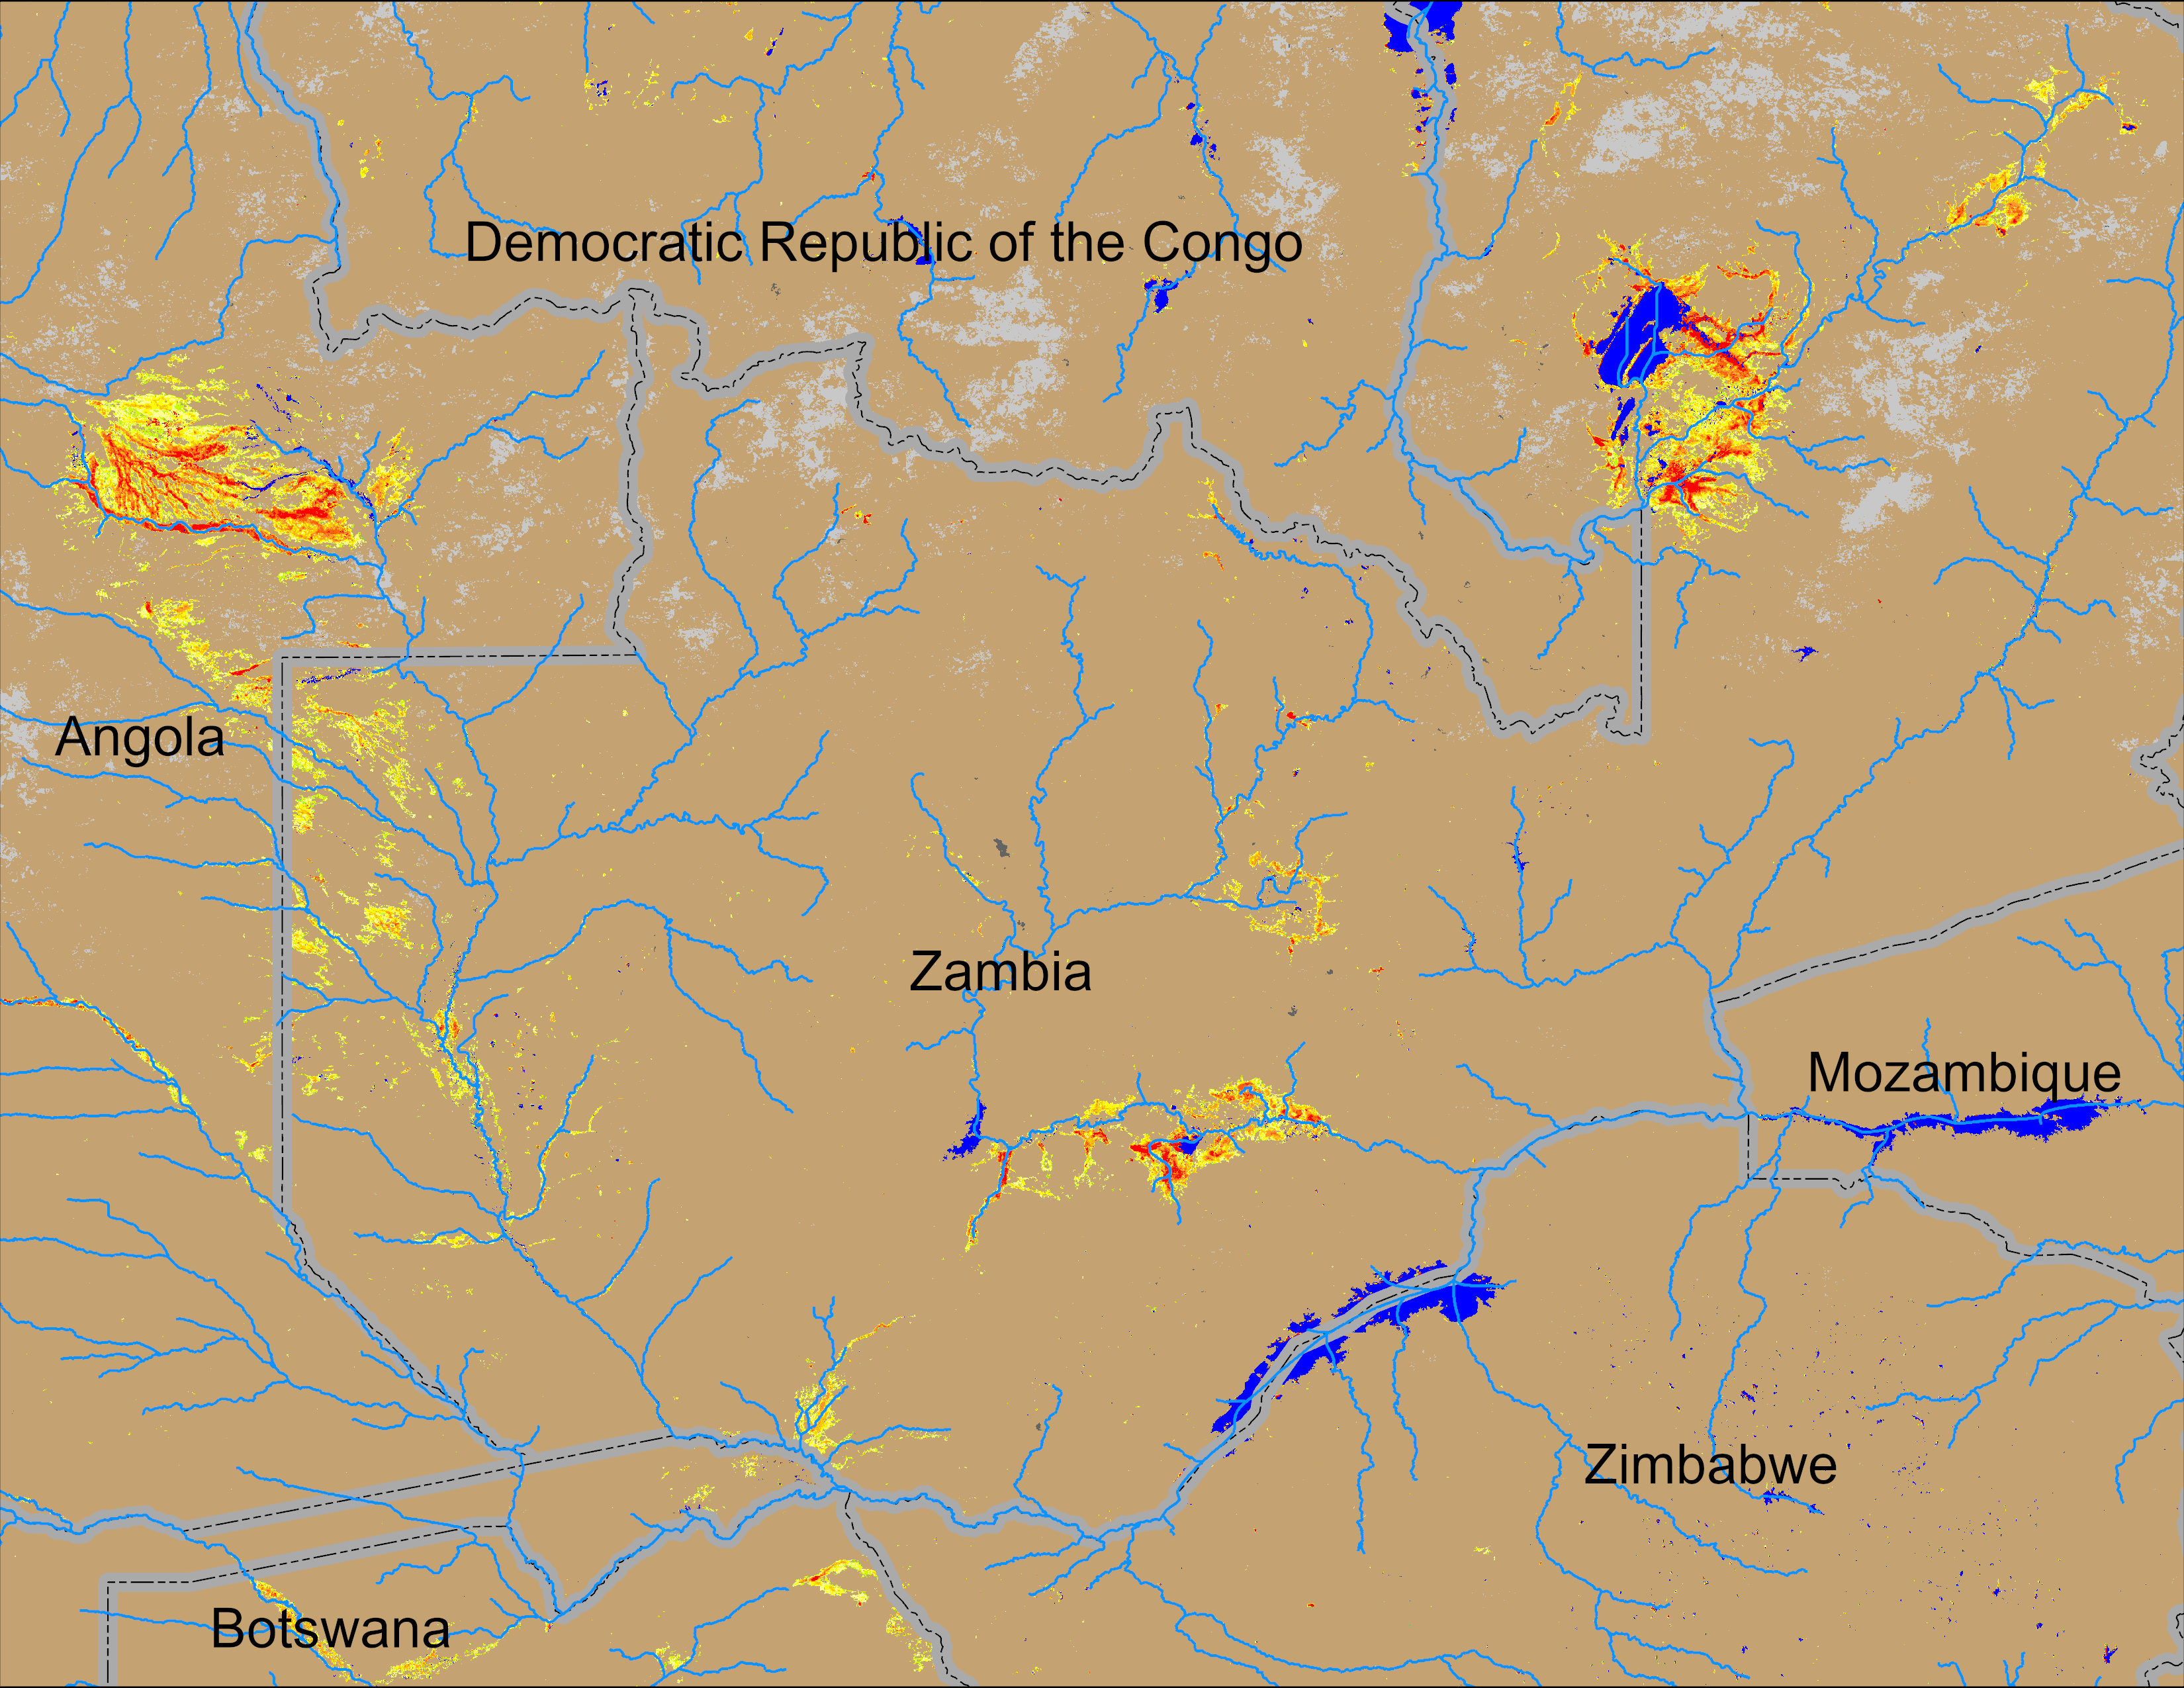 Democratic Republic of the Congo
Angola
Zambia
Mozambique
Zimbabwe
Botswana